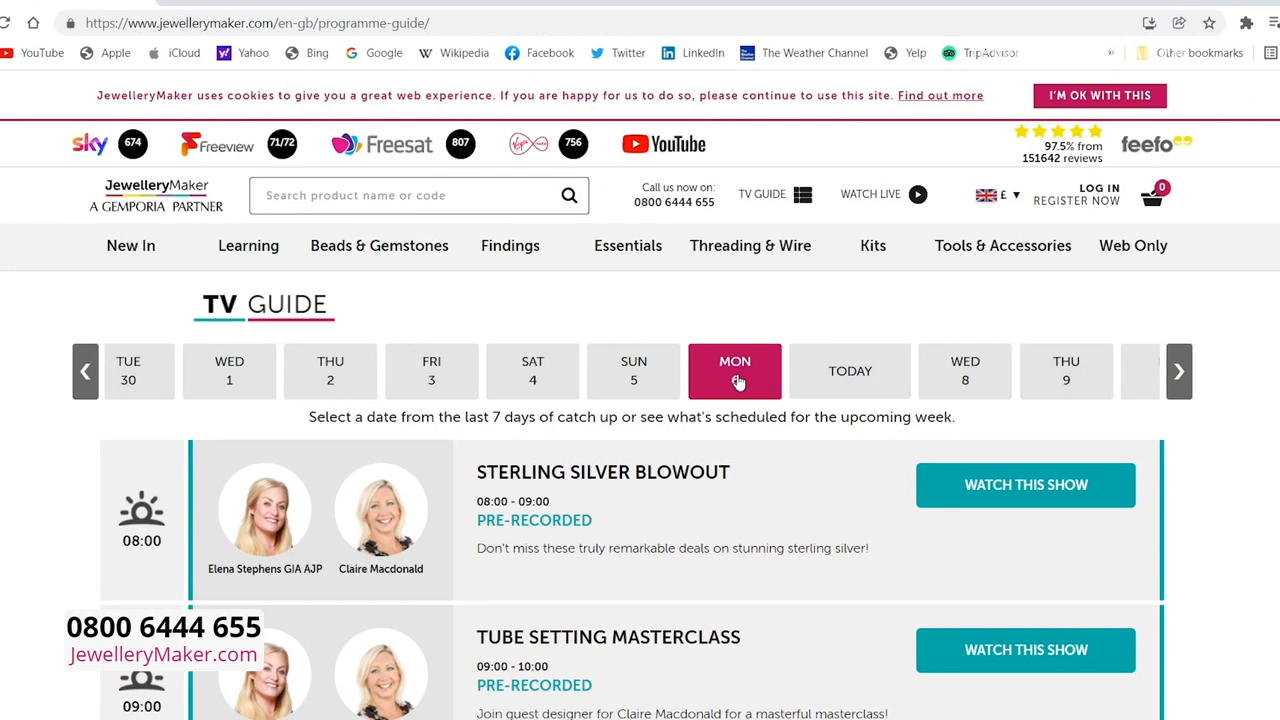 https://www.jewellerymaker.com/en-gb/programme-guide/
YouTube Apple iCloud Yahoo Bing Google Wikipedia Facebook Twitter LinkedIn The Weather Channel Yelp TripAdvisor » Other bookmarks
JewelleryMaker uses cookies to give you a great web experience. If you are happy for us to do so, please continue to use this site. Find out more
I'M OK WITH THIS
sky 674 Freeview 71/72 Freesat 807 756 YouTube
97.5% from
151642 reviews
feefo
JewelleryMaker
A GEMPORIA PARTNER
Search product name or code
Call us now on:
0800 6444 655
TV GUIDE
WATCH LIVE
£ ▼
LOG IN
REGISTER NOW
0
New In Learning Beads & Gemstones Findings Essentials Threading & Wire Kits Tools & Accessories Web Only
TV GUIDE
TUE
30
WED
1
THU
2
FRI
3
SAT
4
SUN
5
MON
TODAY
WED
8
THU
9
Select a date from the last 7 days of catch up or see what's scheduled for the upcoming week.
08:00
Elena Stephens GIA AJP
Claire Macdonald
STERLING SILVER BLOWOUT
08:00 - 09:00
PRE-RECORDED
Don't miss these truly remarkable deals on stunning sterling silver!
WATCH THIS SHOW
0800 6444 655
JewelleryMaker.com
09:00
TUBE SETTING MASTERCLASS
09:00 - 10:00
PRE-RECORDED
Join guest designer for Claire Macdonald for a masterful masterclass!
WATCH THIS SHOW